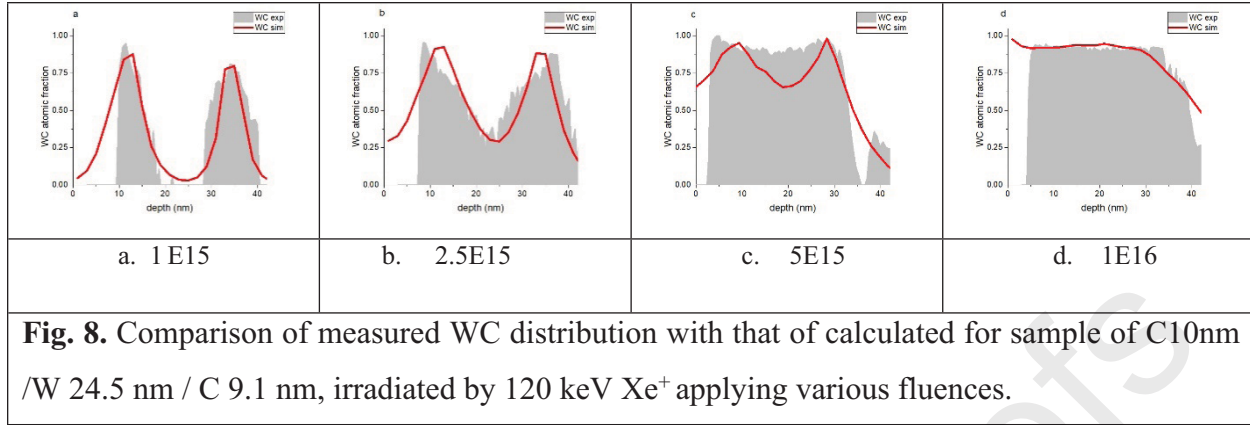 a
WC exp
WC sim
1.00
0.75
0.50
0.25
0.00
WC atomic fraction
0 10 20 30 40
depth (nm)
b
WC exp
WC sim
1.00
0.75
0.50
0.25
0.00
WC atomic fraction
0 10 20 30 40
depth (nm)
c
WC exp
WC sim
1.00
0.75
0.50
0.25
0.00
WC atomic fraction
0 10 20 30 40
depth (nm)
d
WC exp
WC sim
1.00
0.75
0.50
0.25
0.00
WC atomic fraction
0 10 20 30 40
depth (nm)
a. 1 E15
b. 2.5E15
c. 5E15
d. 1E16
Fig. 8. Comparison of measured WC distribution with that of calculated for sample of C10nm
/W 24.5 nm / C 9.1 nm, irradiated by 120 keV Xe⁺ applying various fluences.